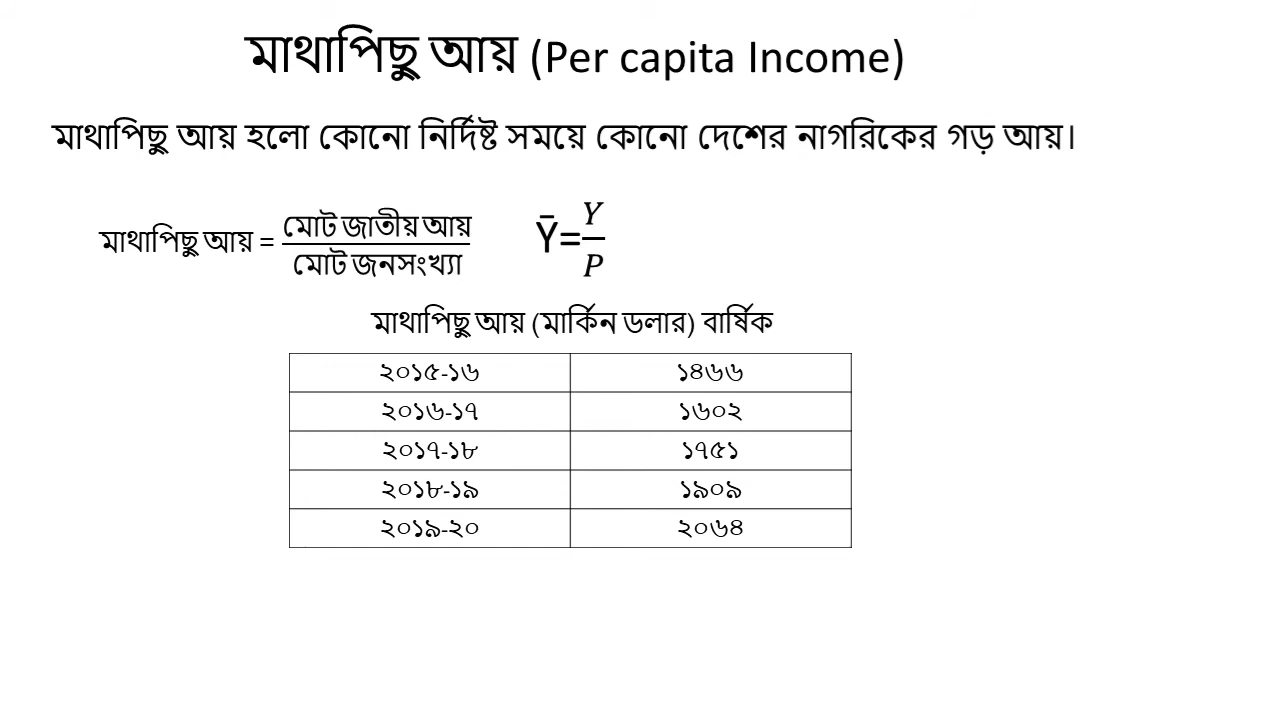 মাথাপিছু আয় (Per capita Income)
মাথাপিছু আয় হলো কোনো নির্দিষ্ট সময়ে কোনো দেশের নাগরিকের গড় আয়।
মাথাপিছু আয় = মোট জাতীয় আয় / মোট জনসংখ্যা Ȳ= Y / P
মাথাপিছু আয় (মার্কিন ডলার) বার্ষিক
২০১৫-১৬ ১৪৬৬
২০১৬-১৭ ১৬০২
২০১৭-১৮ ১৭৫১
২০১৮-১৯ ১৯০৯
২০১৯-২০ ২০৬৪